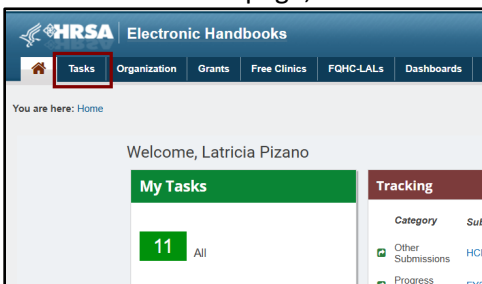 HRSA Electronic Handbooks
Tasks Organization Grants Free Clinics FQHC-LALs Dashboards
You are here: Home
Welcome, Latricia Pizano
My Tasks
11 All
Tracking
Category
Other
Submissions
Progress